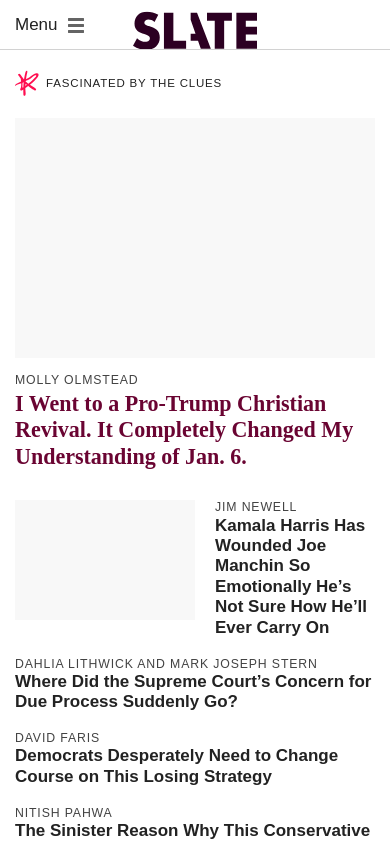 Menu
SLATE
FASCINATED BY THE CLUES
MOLLY OLMSTEAD
I Went to a Pro-Trump Christian
Revival. It Completely Changed My
Understanding of Jan. 6.
JIM NEWELL
Kamala Harris Has
Wounded Joe
Manchin So
Emotionally He’s
Not Sure How He’ll
Ever Carry On
DAHLIA LITHWICK AND MARK JOSEPH STERN
Where Did the Supreme Court’s Concern for
Due Process Suddenly Go?
DAVID FARIS
Democrats Desperately Need to Change
Course on This Losing Strategy
NITISH PAHWA
The Sinister Reason Why This Conservative